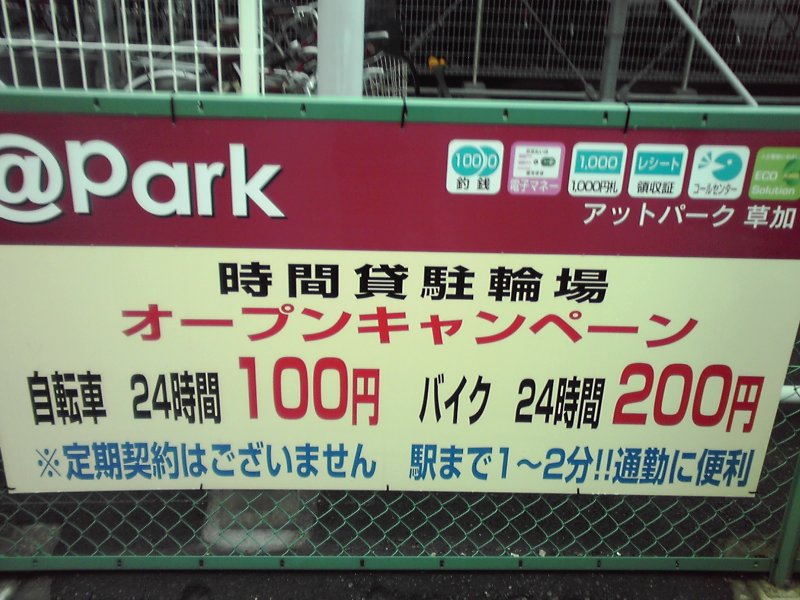 @Park
1000 釣銭
電子マネー
1,000 1,000円札
レシート 領収証
コールセンター
ECO Solution
アットパーク 草加
時間貸駐輪場
オープンキャンペーン
自転車 24時間 100円 バイク 24時間 200円
※定期契約はございません 駅まで1～2分!!通勤に便利